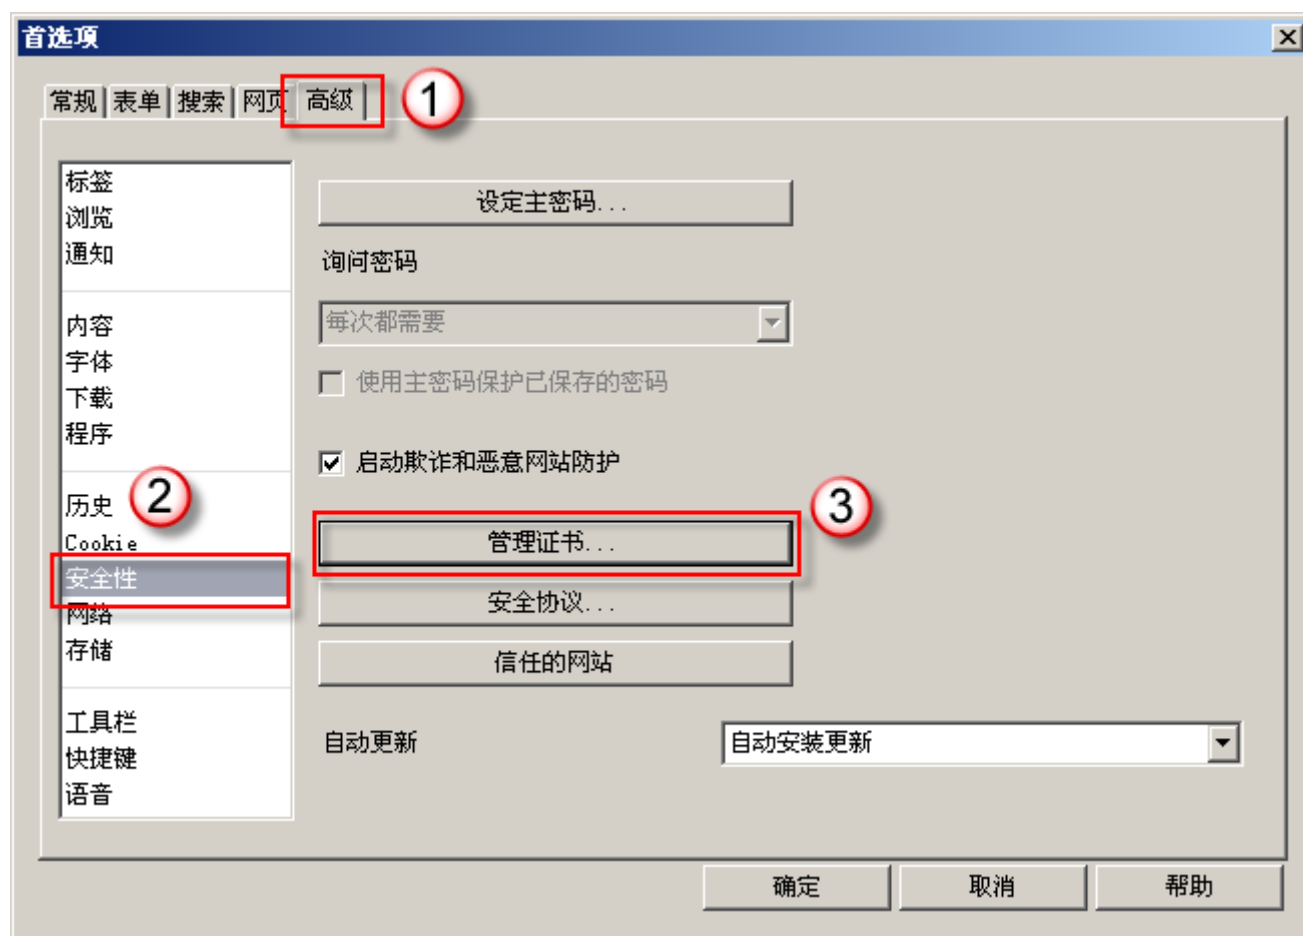 首选项
常规 表单 搜索 网页 高级 1
标签
浏览
通知
内容
字体
下载
程序
历史 2
Cookie
安全性
网络
存储
工具栏
快捷键
语音
设定主密码...
询问密码
每次都需要
使用主密码保护已保存的密码
启动欺诈和恶意网站防护
3
管理证书...
安全协议...
信任的网站
自动更新 自动安装更新
确定 取消 帮助